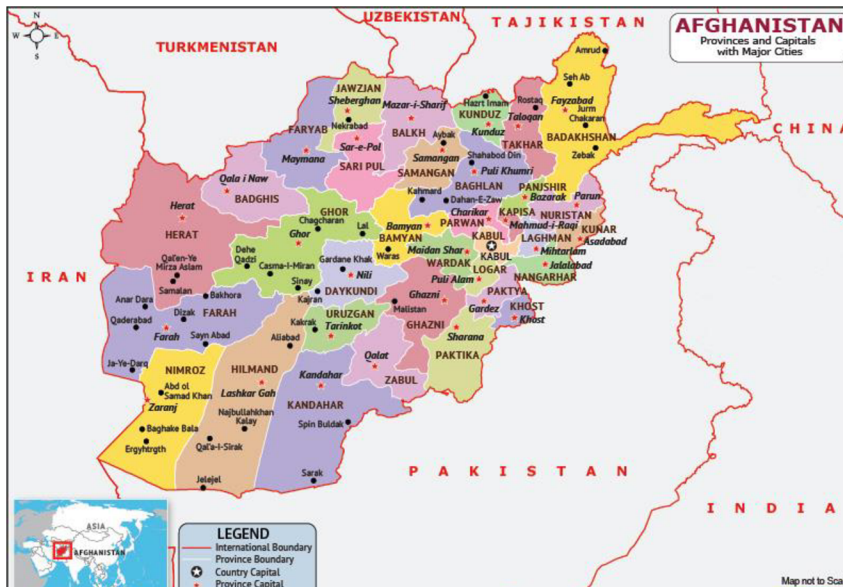 N
W
E
S
AFGHANISTAN
Provinces and Capitals
with Major Cities
UZBEKISTAN
TAJIKISTAN
TURKMENISTAN
CHINA
IRAN
PAKISTAN
INDIA
Amrud
Seh Ab
Fayzabad
Jurm
Chakaran
BADAKHSHAN
Zebak
JAWZJAN
Sheberghan
Nekrabad
Mazar-i-Sharif
BALKH
Hazrt Imam
KUNDUZ
Kunduz
Rostaq
Taloqan
TAKHAR
FARYAB
Maymana
Sar-e-Pol
SARI PUL
Aybak
Samangan
SAMANGAN
Shahabod Din
Puli Khumri
BAGHLAN
Qala i Naw
BADGHIS
Kahmard
Dahan-E-Zaw
PANJSHIR
Bazarak
Parun
NURISTAN
Charikar
KAPISA
Mahmud-i-Raqi
KUNAR
Asadabad
Herat
HERAT
GHOR
Chagcharan
Ghor
Lal
Bamyan
BAMYAN
Waras
PARWAN
KABUL
KABUL
LAGHMAN
Mihtarlam
Jalalabad
NANGARHAR
Maidan Shar
WARDAK
LOGAR
Puli Alam
Dehe
Qadzi
Casma-I-Miran
Gardane Khak
Nili
DAYKUNDI
Qal'en-Ye
Mirza Aslam
Samalan
Sinay
Kajran
Ghazni
Malistan
GHAZNI
PAKTYA
Gardez
KHOST
Khost
Anar Dara
Bakhora
FARAH
Dizak
Qaderabad
Farah
Sayn Abad
Ja-Ye-Darq
URUZGAN
Kakrak
Tarinkot
Aliabad
Sharana
PAKTIKA
NIMROZ
Abd ol
Samad Khan
Zaranj
HILMAND
Lashkar Gah
Kandahar
KANDAHAR
Qalat
ZABUL
Baghake Bala
Ergyhtrgth
Najbullahkhan
Kalay
Qal'a-I-Sirak
Spin Buldak
Jelejel
Sarak
ASIA
AFGHANISTAN
LEGEND
International Boundary
Province Boundary
Country Capital
Province Capital
Map not to Sca